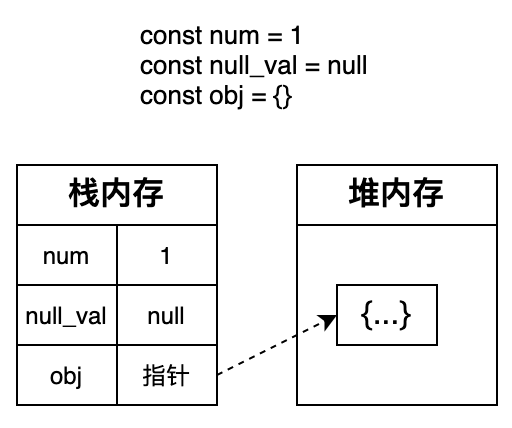 const num = 1
const null_val = null
const obj = {}
栈内存
堆内存
num 1
null_val null
{...}
obj 指针